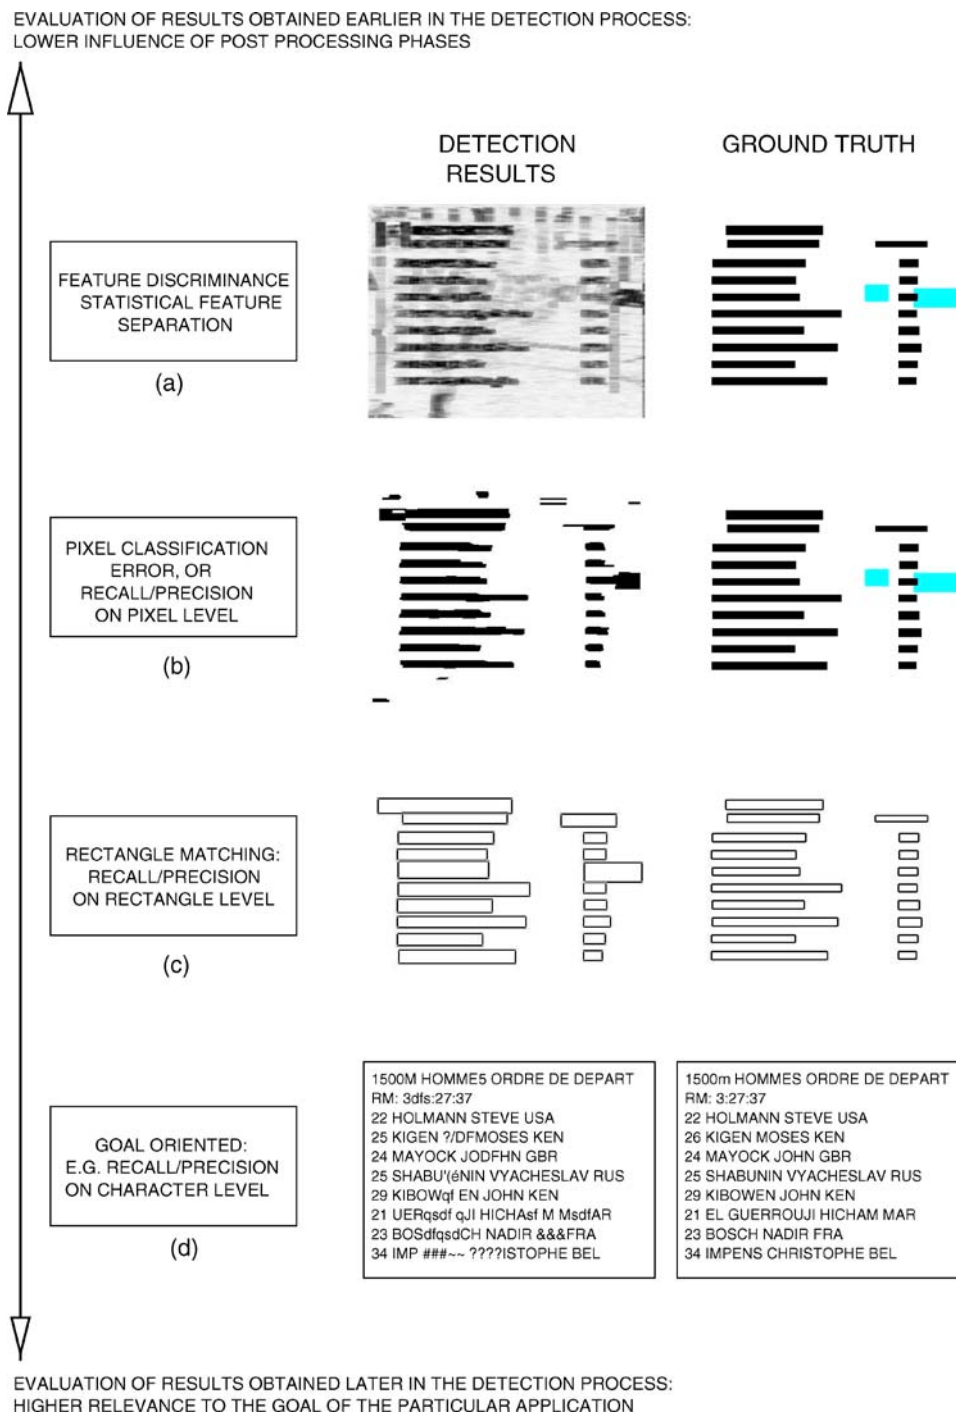 EVALUATION OF RESULTS OBTAINED EARLIER IN THE DETECTION PROCESS:
LOWER INFLUENCE OF POST PROCESSING PHASES
DETECTION
RESULTS
GROUND TRUTH
FEATURE DISCRIMINANCE
STATISTICAL FEATURE
SEPARATION
(a)
PIXEL CLASSIFICATION
ERROR, OR
RECALL/PRECISION
ON PIXEL LEVEL
(b)
RECTANGLE MATCHING:
RECALL/PRECISION
ON RECTANGLE LEVEL
(c)
GOAL ORIENTED:
E.G. RECALL/PRECISION
ON CHARACTER LEVEL
(d)
1500M HOMME5 ORDRE DE DEPART
RM: 3dfs:27:37
22 HOLMANN STEVE USA
25 KIGEN ?/DFMOSES KEN
24 MAYOCK JODFHN GBR
25 SHABU'(éNIN VYACHESLAV RUS
29 KIBOWqf EN JOHN KEN
21 UERqsdf qJI HICHAsf M MsdfAR
23 BOSdfqsdCH NADIR &&&FRA
34 IMP ###~~ ????ISTOPHE BEL
1500m HOMMES ORDRE DE DEPART
RM: 3:27:37
22 HOLMANN STEVE USA
26 KIGEN MOSES KEN
24 MAYOCK JOHN GBR
25 SHABUNIN VYACHESLAV RUS
29 KIBOWEN JOHN KEN
21 EL GUERROUJI HICHAM MAR
23 BOSCH NADIR FRA
34 IMPENS CHRISTOPHE BEL
EVALUATION OF RESULTS OBTAINED LATER IN THE DETECTION PROCESS:
HIGHER RELEVANCE TO THE GOAL OF THE PARTICULAR APPLICATION